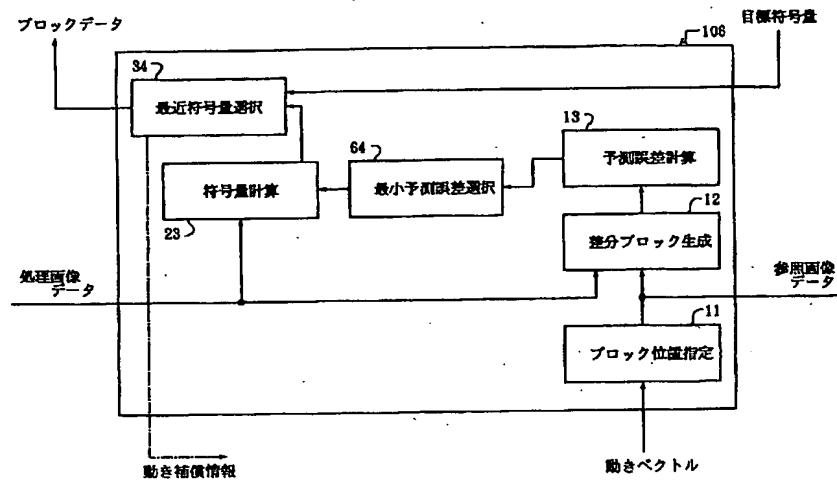 ブロックデータ
目標符号量
106
34
最近符号量選択
13
予測誤差計算
64
最小予測誤差選択
符号量計算
23
12
差分ブロック生成
処理画像
データ
参照画像
データ
11
ブロック位置指定
動き補償情報
動きベクトル